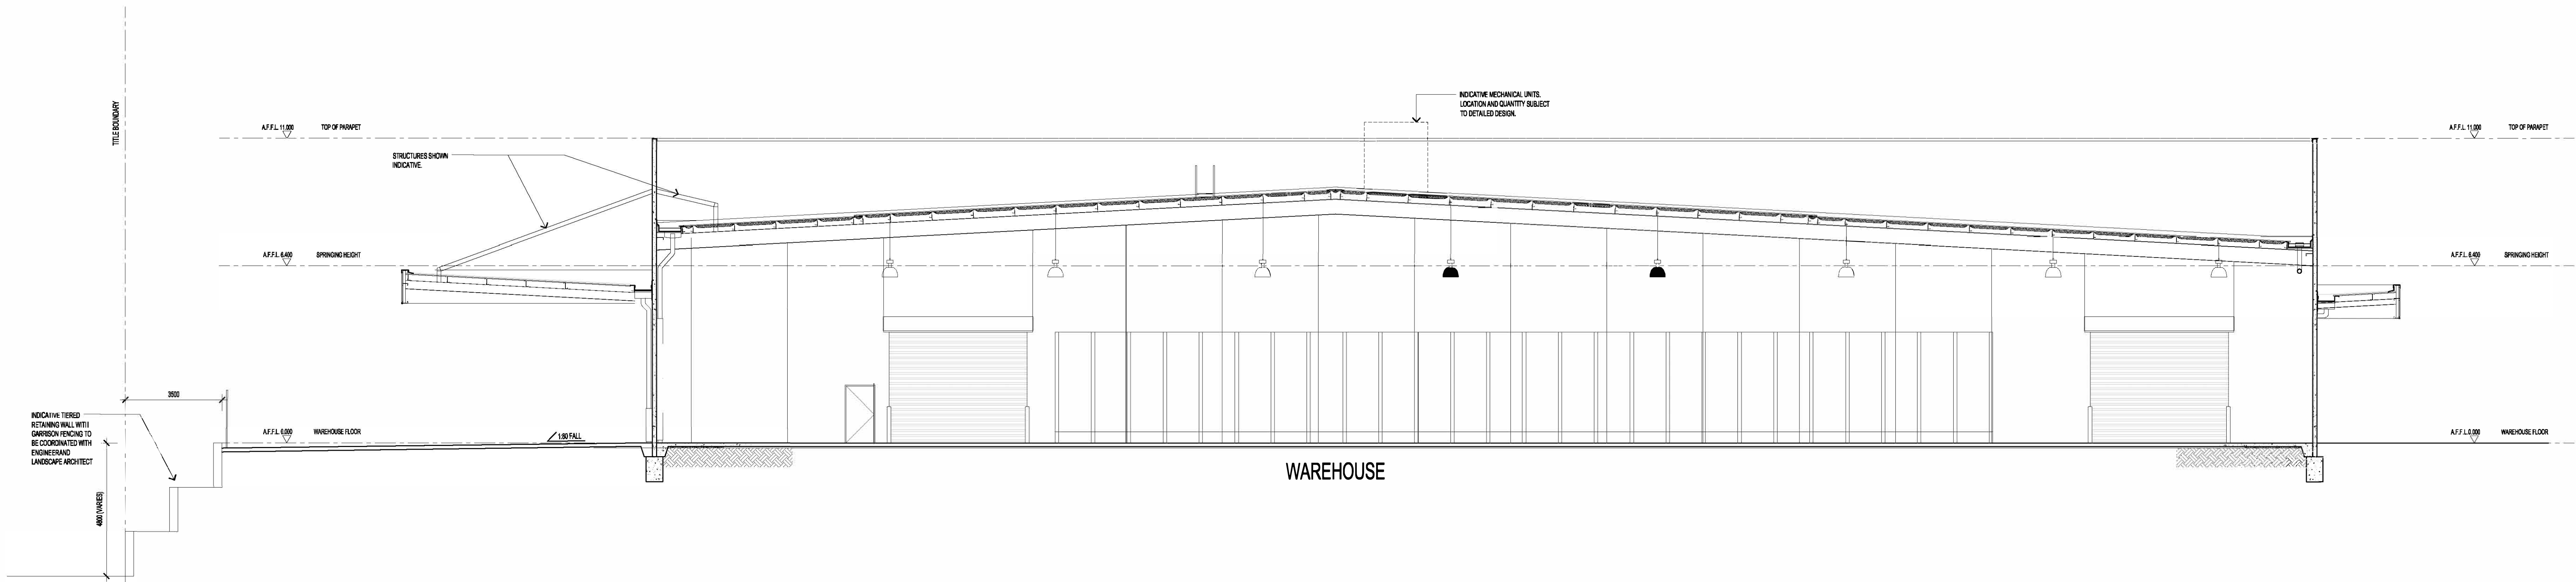 TITLE BOUNDARY
INDICATIVE MECHANICAL UNITS.
LOCATION AND QUANTITY SUBJECT
TO DETAILED DESIGN.
A.F.F.L. 11.000 TOP OF PARAPET
A.F.F.L. 11.000 TOP OF PARAPET
STRUCTURES SHOWN
INDICATIVE.
A.F.F.L. 6.400 SPRINGING HEIGHT
A.F.F.L. 6.400 SPRINGING HEIGHT
3500
INDICATIVE TIERED
RETAINING WALL WITH
GARRISON FENCING TO
BE COORDINATED WITH
ENGINEERAND
LANDSCAPE ARCHITECT
A.F.F.L. 0.000 WAREHOUSE FLOOR
1:80 FALL
A.F.F.L 0.000 WAREHOUSE FLOOR
WAREHOUSE
4800 (VARIES)